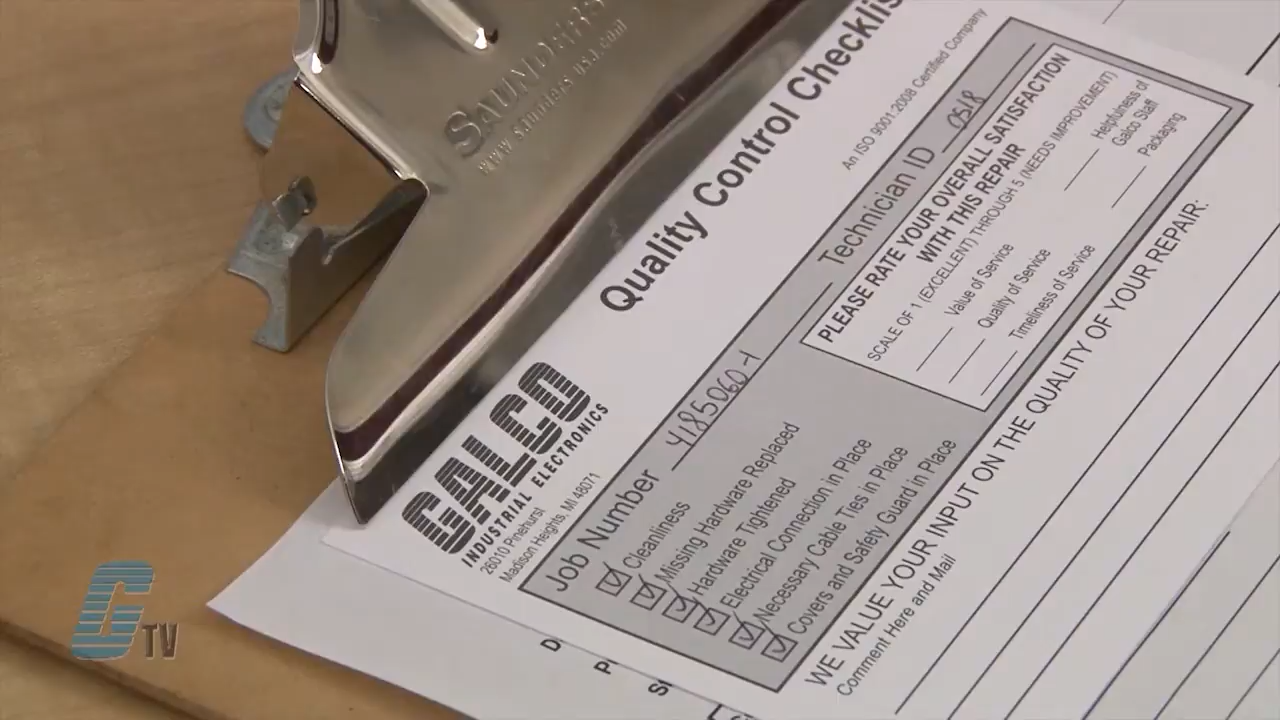 SAUNDERS
www.saunders-usa.com
Quality Control Checklist
An ISO 9001:2008 Certified Company
GALCO
INDUSTRIAL ELECTRONICS
26010 Pinehurst
Madison Heights, MI 48071
Job Number 4185060-1 Technician ID 0518
Cleanliness
Missing Hardware Replaced
Hardware Tightened
Electrical Connection in Place
Necessary Cable Ties in Place
Covers and Safety Guard in Place
PLEASE RATE YOUR OVERALL SATISFACTION
WITH THIS REPAIR
SCALE OF 1 (EXCELLENT) THROUGH 5 (NEEDS IMPROVEMENT)
Value of Service
Quality of Service
Timeliness of Service
Helpfulness of
Galco Staff
Packaging
WE VALUE YOUR INPUT ON THE QUALITY OF YOUR REPAIR:
Comment Here and Mail
G TV